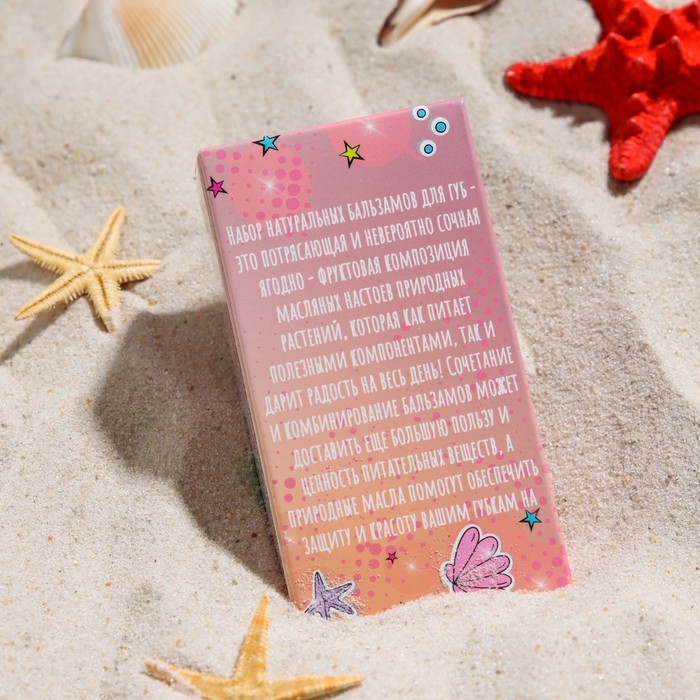 Набор натуральных бальзамов для губ -
это потрясающая и невероятно сочная
ягодно - фруктовая композиция
масляных настоев природных
растений, которая как питает
полезными компонентами, так и
дарит радость на весь день! Сочетание
и комбинирование бальзамов может
доставить еще большую пользу и
ценность питательных веществ, а
природные масла помогут обеспечить
защиту и красоту вашим губкам на